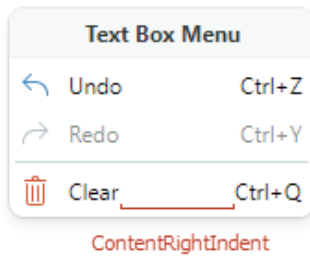 Text Box Menu
Undo Ctrl+Z
Redo Ctrl+Y
Clear Ctrl+Q
ContentRightIndent